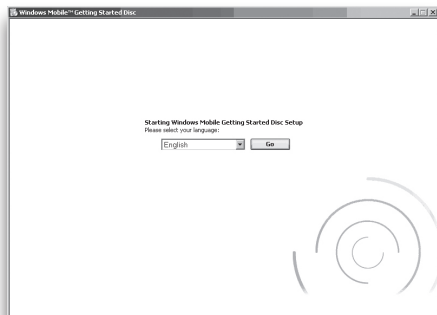 Windows Mobile™ Getting Started Disc
Starting Windows Mobile Getting Started Disc Setup
Please select your language:
English
Go